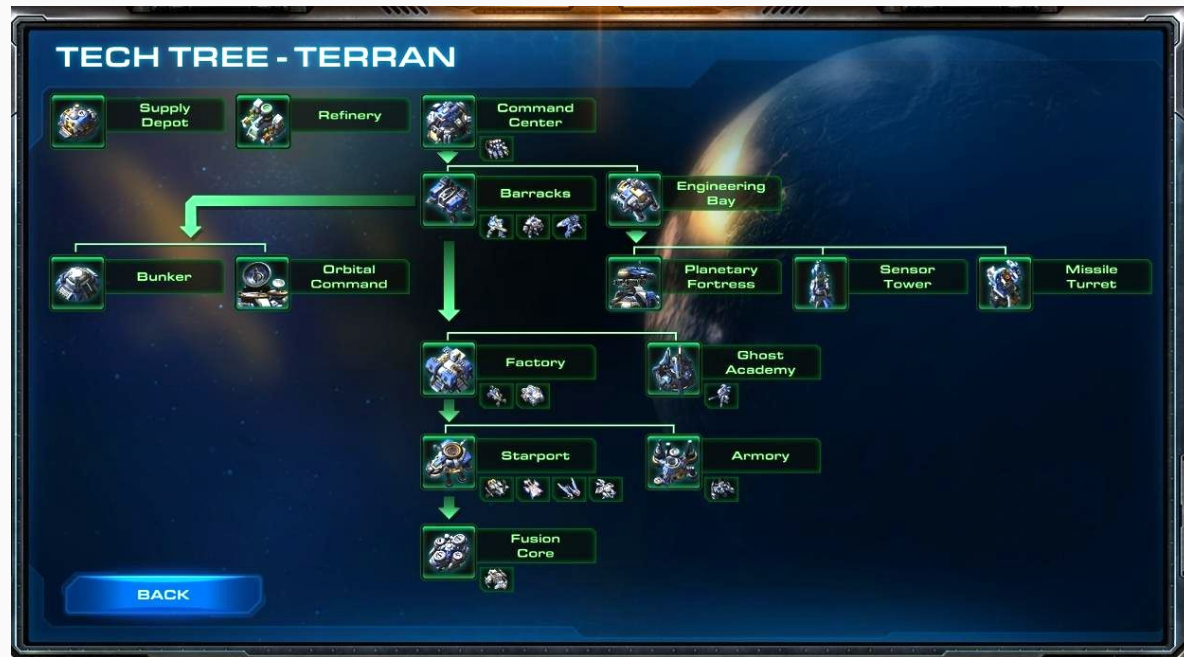 TECH TREE - TERRAN
Supply
Depot
Refinery
Command
Center
Barracks
Engineering
Bay
Bunker
Orbital
Command
Planetary
Fortress
Sensor
Tower
Missile
Turret
Factory
Ghost
Academy
Starport
Armory
Fusion
Core
BACK